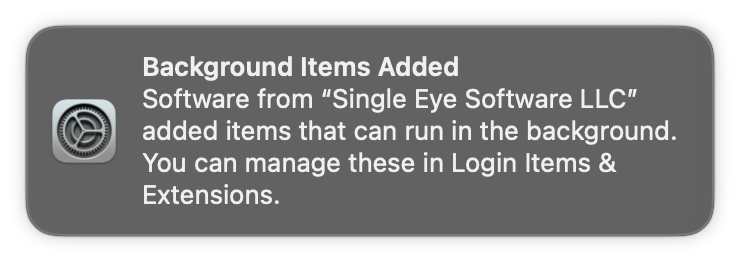 Background Items Added
Software from “Single Eye Software LLC”
added items that can run in the background.
You can manage these in Login Items &
Extensions.